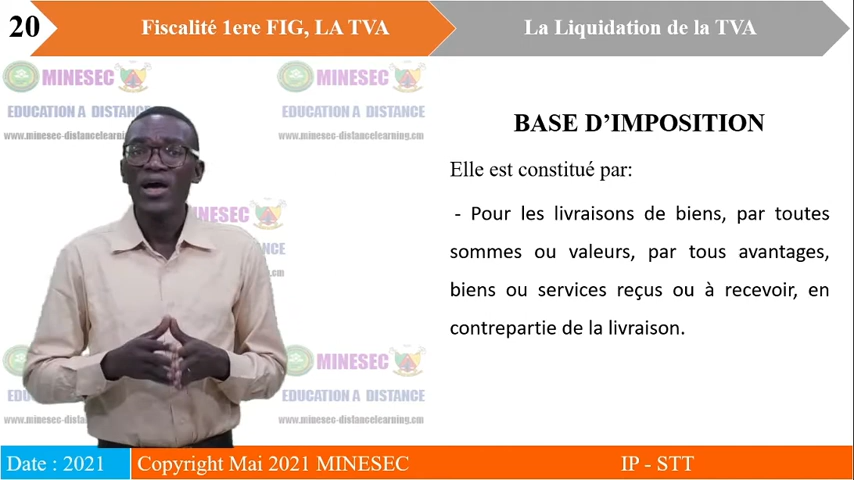 20
Fiscalité 1ere FIG, LA TVA
La Liquidation de la TVA
MINESEC
EDUCATION A DISTANCE
www.minesec-distancelearning.cm
MINESEC
EDUCATION A DISTANCE
www.minesec-distancelearning.cm
BASE D'IMPOSITION
Elle est constitué par:
- Pour les livraisons de biens, par toutes
sommes ou valeurs, par tous avantages,
biens ou services reçus ou à recevoir, en
contrepartie de la livraison.
MINESEC
MINESEC
EDUCATION A DISTANCE
www.minesec-distancelearning.cm
Date : 2021
Copyright Mai 2021 MINESEC
IP - STT